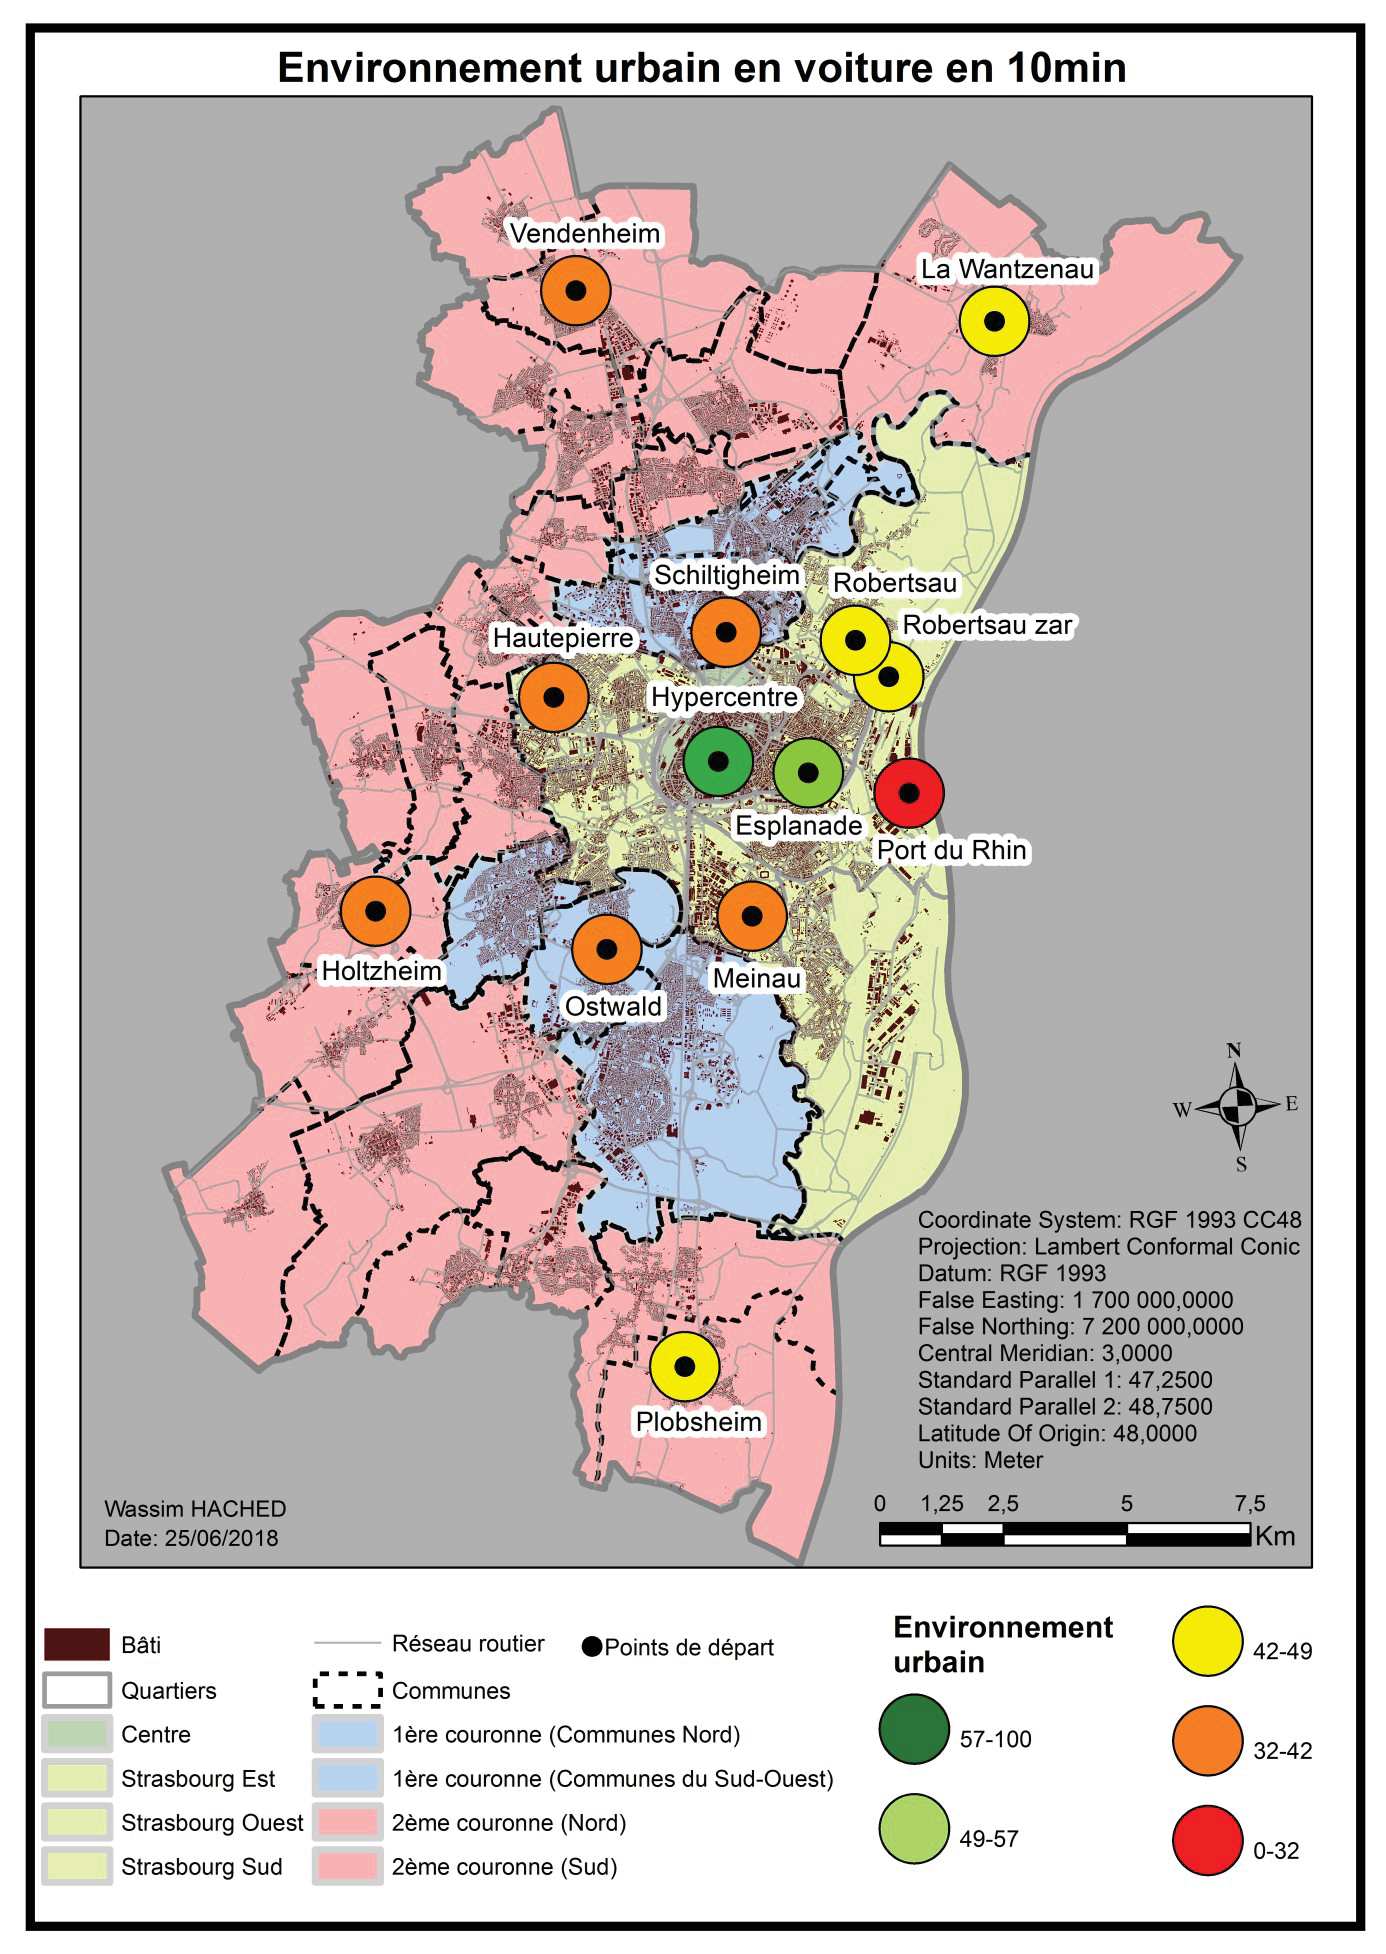 Environnement urbain en voiture en 10min
Vendenheim
La Wantzenau
Schiltigheim
Robertsau
Robertsau zar
Hautepierre
Hypercentre
Esplanade
Port du Rhin
Holtzheim
Ostwald
Meinau
Plobsheim
N
W
E
S
Coordinate System: RGF 1993 CC48
Projection: Lambert Conformal Conic
Datum: RGF 1993
False Easting: 1 700 000,0000
False Northing: 7 200 000,0000
Central Meridian: 3,0000
Standard Parallel 1: 47,2500
Standard Parallel 2: 48,7500
Latitude Of Origin: 48,0000
Units: Meter
0 1,25 2,5 5 7,5
Km
Wassim HACHED
Date: 25/06/2018
Bâti
Quartiers
Centre
Strasbourg Est
Strasbourg Ouest
Strasbourg Sud
Réseau routier
Communes
1ère couronne (Communes Nord)
1ère couronne (Communes du Sud-Ouest)
2ème couronne (Nord)
2ème couronne (Sud)
Points de départ
Environnement
urbain
57-100
49-57
42-49
32-42
0-32